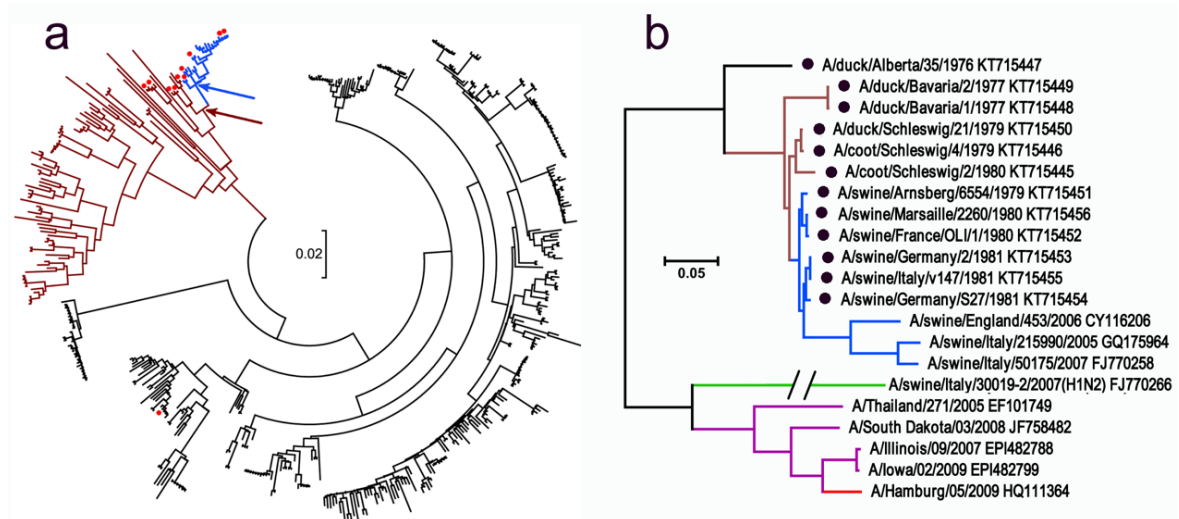 a
0.02
b
A/duck/Alberta/35/1976 KT715447
A/duck/Bavaria/2/1977 KT715449
A/duck/Bavaria/1/1977 KT715448
A/duck/Schleswig/21/1979 KT715450
A/coot/Schleswig/4/1979 KT715446
A/coot/Schleswig/2/1980 KT715445
A/swine/Arnsberg/6554/1979 KT715451
A/swine/Marsaille/2260/1980 KT715456
A/swine/France/OLI/1/1980 KT715452
A/swine/Germany/2/1981 KT715453
A/swine/Italy/v147/1981 KT715455
A/swine/Germany/S27/1981 KT715454
A/swine/England/453/2006 CY116206
A/swine/Italy/215990/2005 GQ175964
A/swine/Italy/50175/2007 FJ770258
A/swine/Italy/30019-2/2007(H1N2) FJ770266
A/Thailand/271/2005 EF101749
A/South Dakota/03/2008 JF758482
A/Illinois/09/2007 EPI482788
A/Iowa/02/2009 EPI482799
A/Hamburg/05/2009 HQ111364
0.05